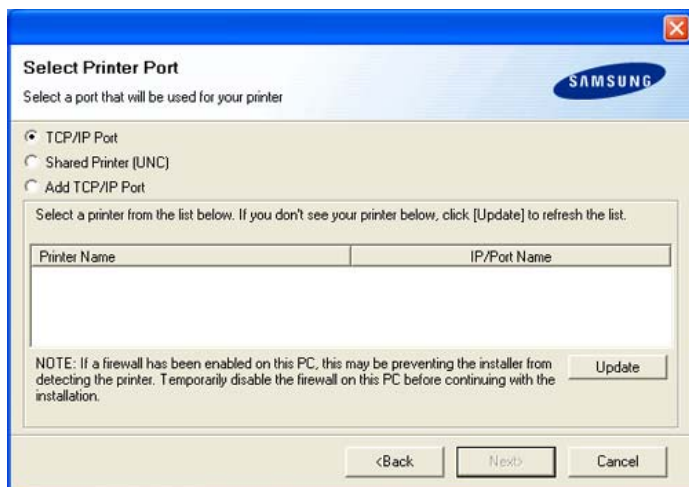 Select Printer Port
Select a port that will be used for your printer
SAMSUNG
TCP/IP Port
Shared Printer (UNC)
Add TCP/IP Port
Select a printer from the list below. If you don't see your printer below, click [Update] to refresh the list.
Printer Name IP/Port Name
NOTE: If a firewall has been enabled on this PC, this may be preventing the installer from
detecting the printer. Temporarily disable the firewall on this PC before continuing with the
installation.
Update
<Back Next> Cancel